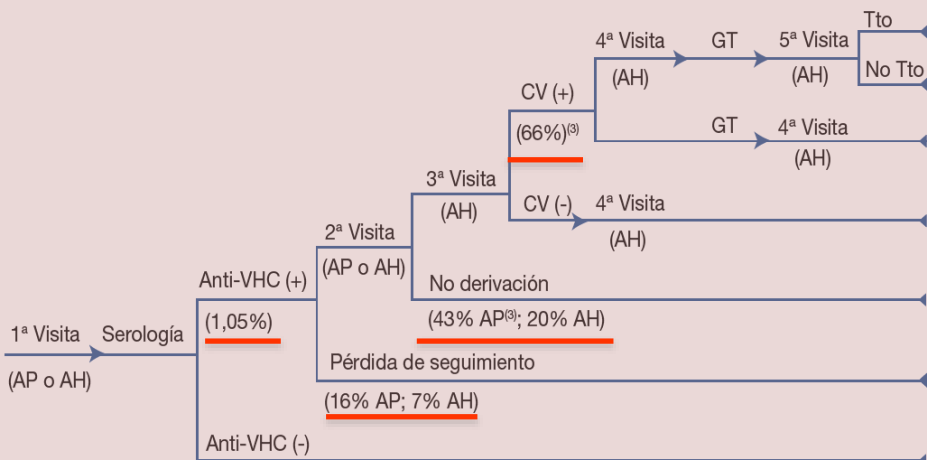 Tto
4ª Visita
GT
5ª Visita
(AH)
(AH)
No Tto
CV (+)
(66%)⁽³⁾
GT
4ª Visita
(AH)
3ª Visita
(AH)
CV (-)
4ª Visita
(AH)
2ª Visita
(AP o AH)
No derivación
(43% AP⁽³⁾; 20% AH)
Anti-VHC (+)
(1,05%)
1ª Visita
Serología
(AP o AH)
Pérdida de seguimiento
(16% AP; 7% AH)
Anti-VHC (-)